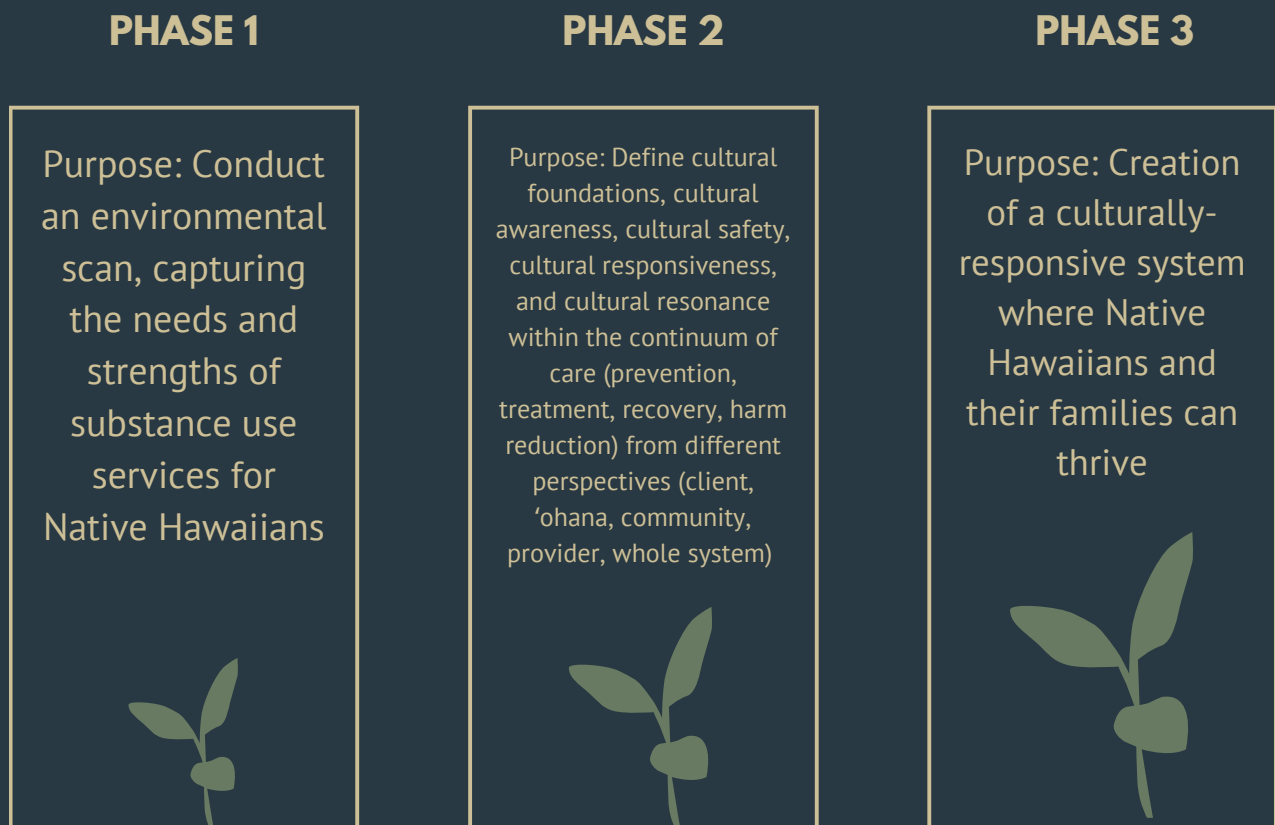 PHASE 1
Purpose: Conduct
an environmental
scan, capturing
the needs and
strengths of
substance use
services for
Native Hawaiians
PHASE 2
Purpose: Define cultural
foundations, cultural
awareness, cultural safety,
cultural responsiveness,
and cultural resonance
within the continuum of
care (prevention,
treatment, recovery, harm
reduction) from different
perspectives (client,
ʻohana, community,
provider, whole system)
PHASE 3
Purpose: Creation
of a culturally-
responsive system
where Native
Hawaiians and
their families can
thrive